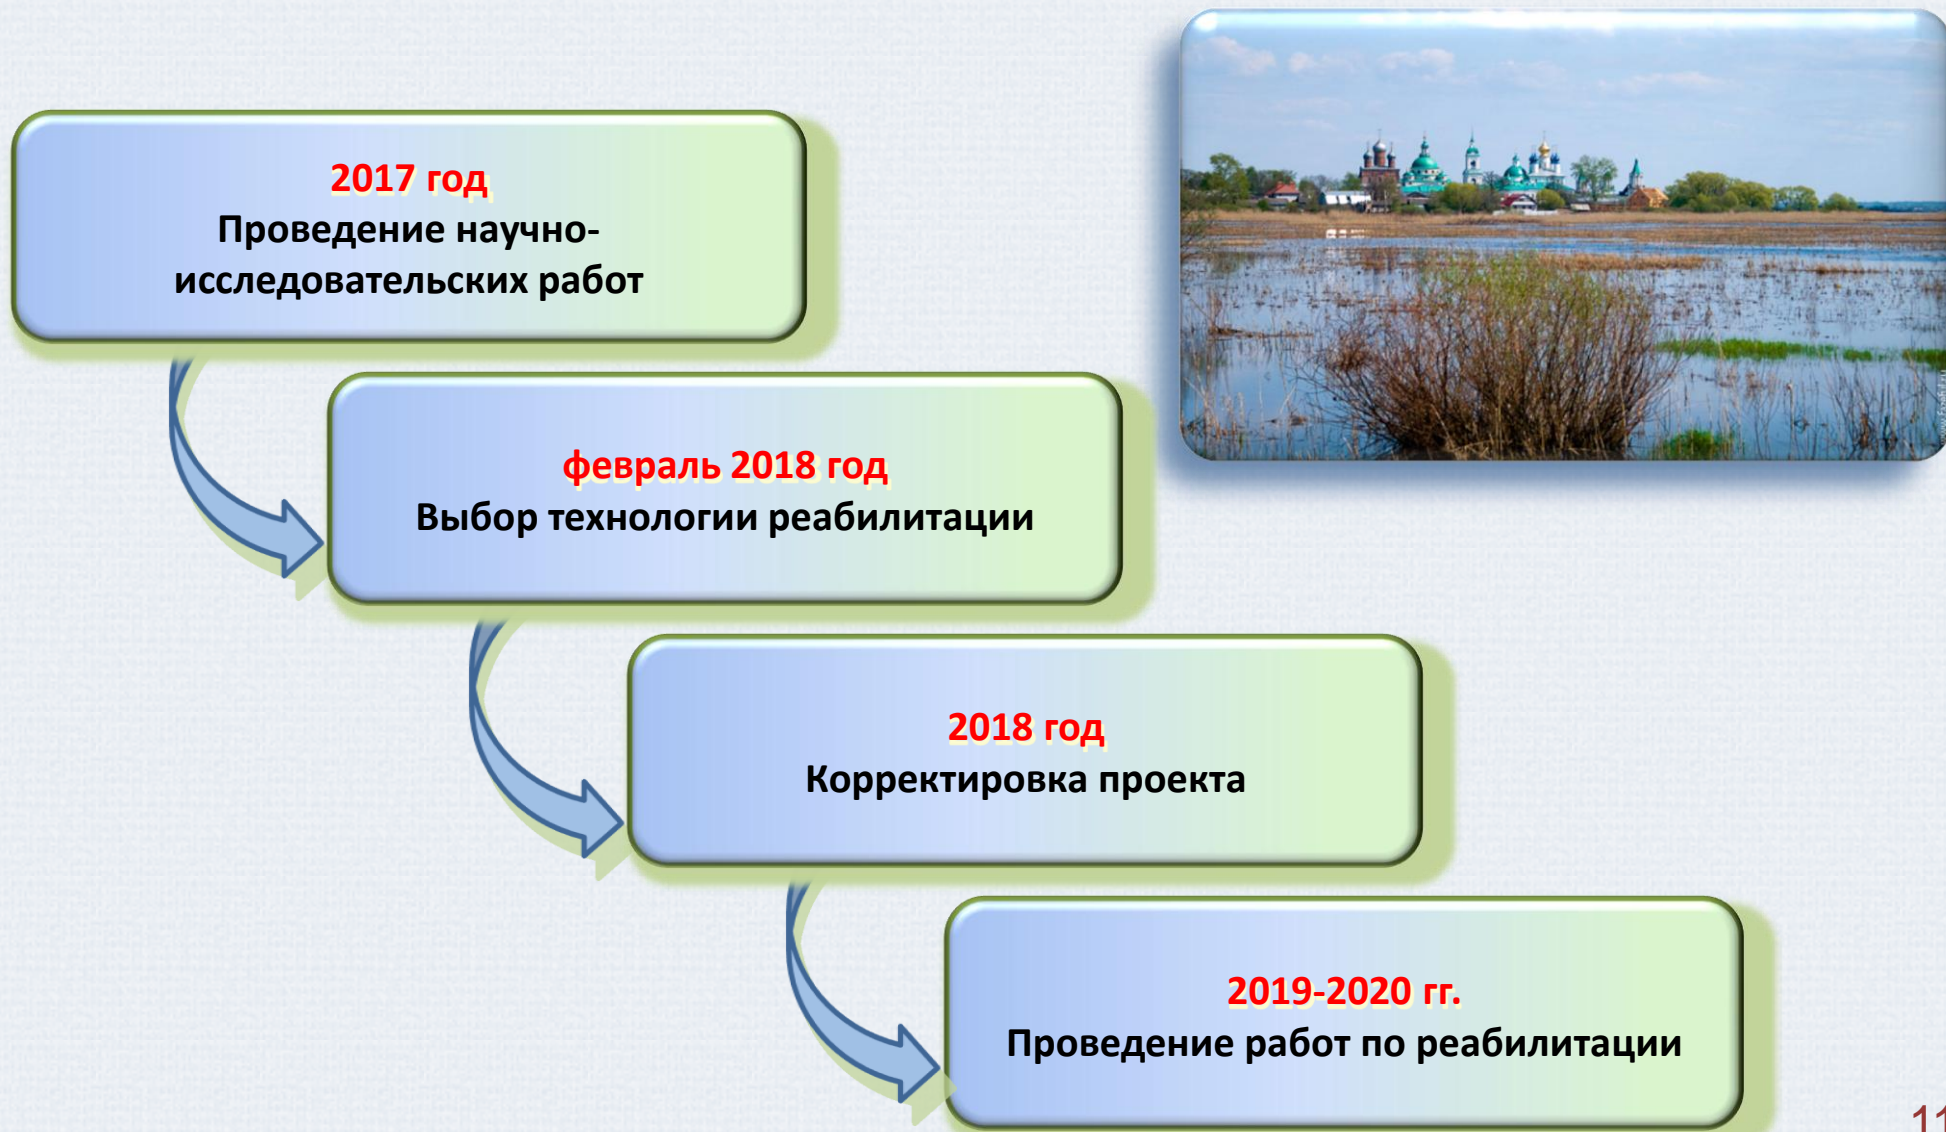 2017 год
Проведение научно-
исследовательских работ
февраль 2018 год
Выбор технологии реабилитации
2018 год
Корректировка проекта
2019-2020 гг.
Проведение работ по реабилитации
11